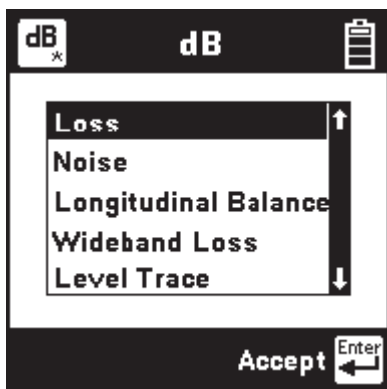 dB
*
dB
Loss
Noise
Longitudinal Balance
Wideband Loss
Level Trace
Accept
Enter